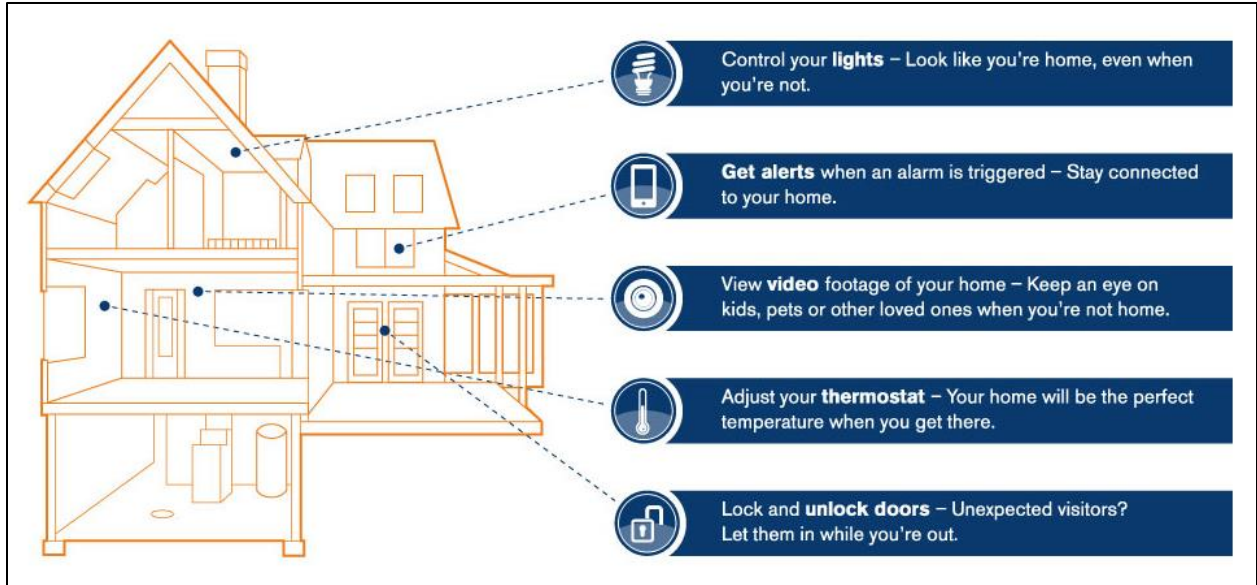 Control your lights – Look like you’re home, even when
you’re not.
Get alerts when an alarm is triggered – Stay connected
to your home.
View video footage of your home – Keep an eye on
kids, pets or other loved ones when you’re not home.
Adjust your thermostat – Your home will be the perfect
temperature when you get there.
Lock and unlock doors – Unexpected visitors?
Let them in while you’re out.